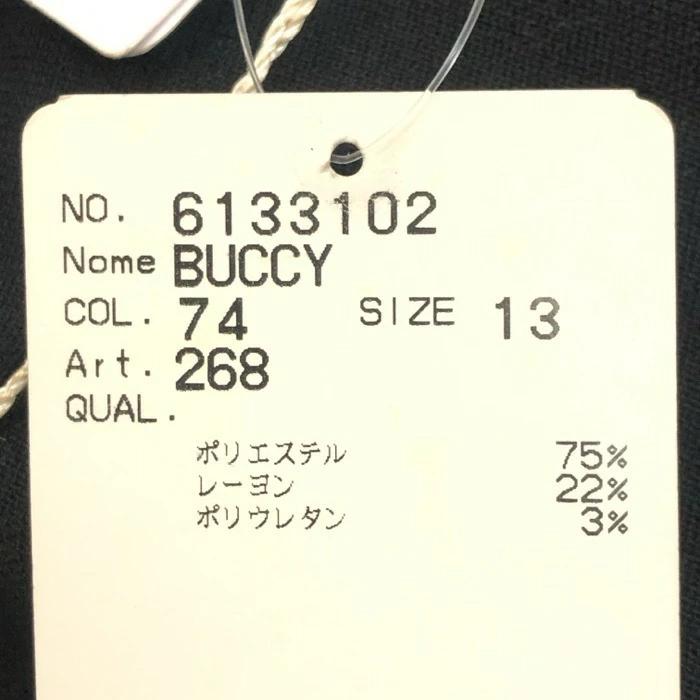 NO. 6133102
Nome BUCCY
COL. 74 SIZE 13
Art. 268
QUAL.
ポリエステル 75%
レーヨン 22%
ポリウレタン 3%